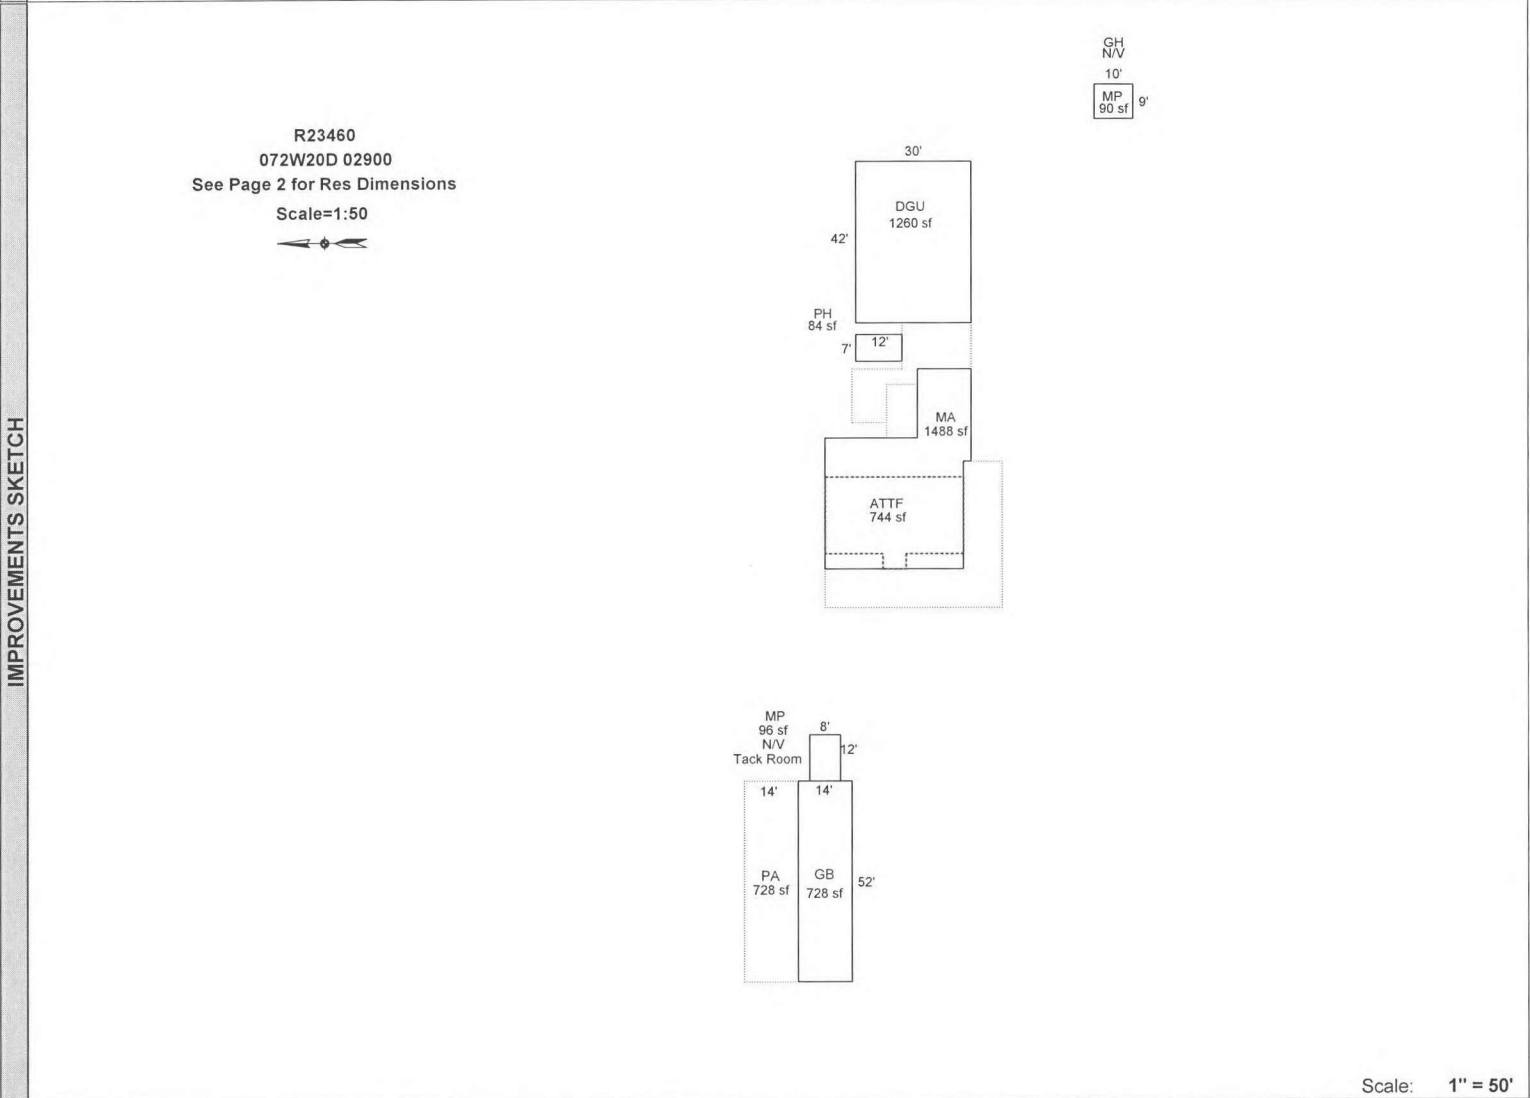 IMPROVEMENTS SKETCH
R23460
072W20D 02900
See Page 2 for Res Dimensions
Scale=1:50
GH
N/V
10'
MP
90 sf
9'
30'
DGU
1260 sf
42'
PH
84 sf
7'
12'
MA
1488 sf
ATTF
744 sf
MP
96 sf
N/V
Tack Room
8'
12'
14'
14'
PA
728 sf
GB
728 sf
52'
Scale: 1" = 50'